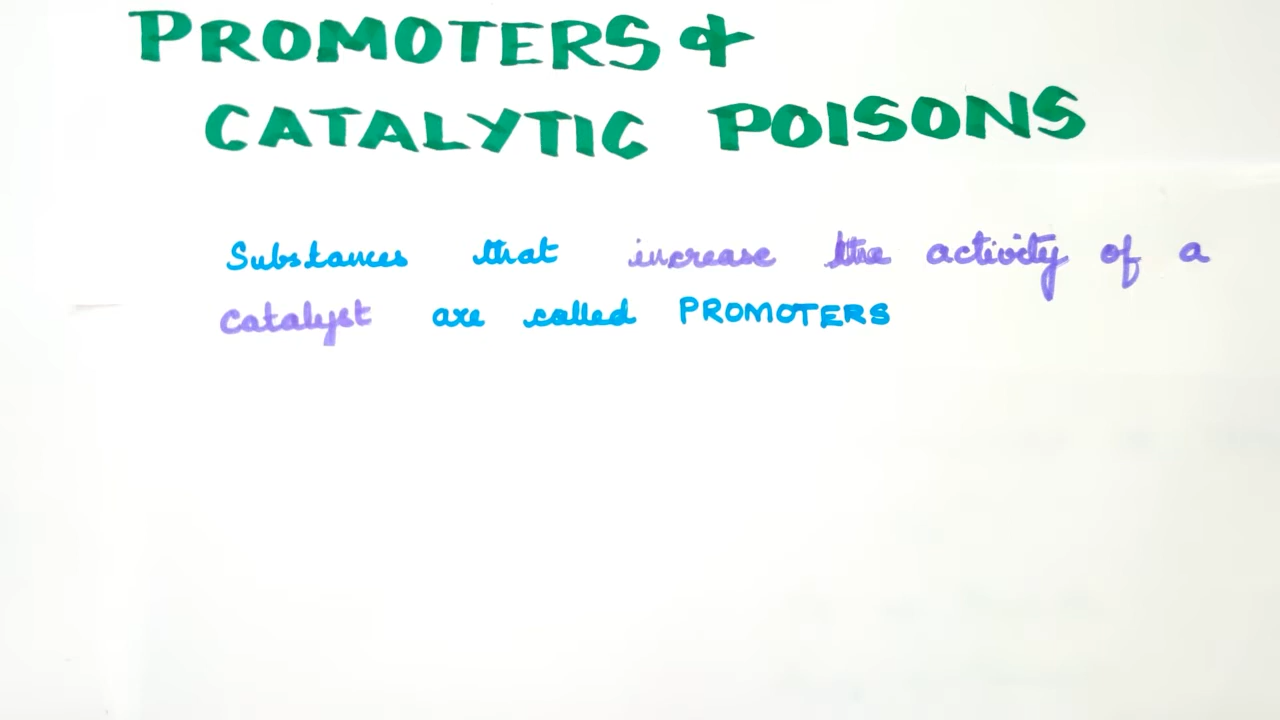 PROMOTERS &
CATALYTIC POISONS
Substances that increase the activity of a
catalyst are called PROMOTERS